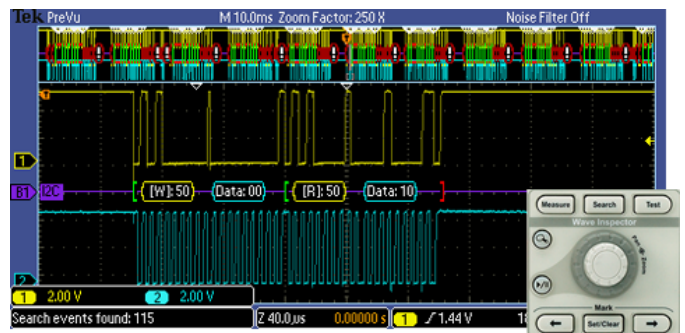 Tek PreVu M 10.0ms Zoom Factor: 250 X Noise Filter Off
1
B1 I2C [W]: 50 Data: 00 [R]: 50 Data: 10
2
1 2.00 V 2 2.00 V
Search events found: 115 Z 40.0µs 0.00000 s 1 1.44 V
Measure Search Test
Wave Inspector
Pan Zoom
Mark
← Set/Clear →